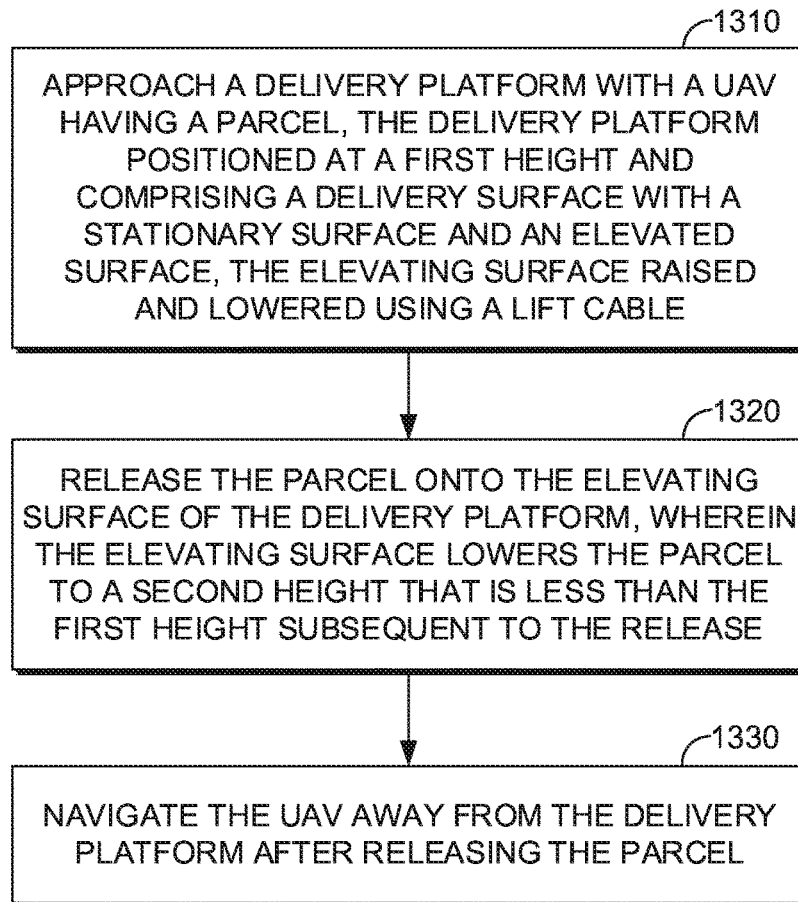 1310
APPROACH A DELIVERY PLATFORM WITH A UAV
HAVING A PARCEL, THE DELIVERY PLATFORM
POSITIONED AT A FIRST HEIGHT AND
COMPRISING A DELIVERY SURFACE WITH A
STATIONARY SURFACE AND AN ELEVATED
SURFACE, THE ELEVATING SURFACE RAISED
AND LOWERED USING A LIFT CABLE
1320
RELEASE THE PARCEL ONTO THE ELEVATING
SURFACE OF THE DELIVERY PLATFORM, WHEREIN
THE ELEVATING SURFACE LOWERS THE PARCEL
TO A SECOND HEIGHT THAT IS LESS THAN THE
FIRST HEIGHT SUBSEQUENT TO THE RELEASE
1330
NAVIGATE THE UAV AWAY FROM THE DELIVERY
PLATFORM AFTER RELEASING THE PARCEL